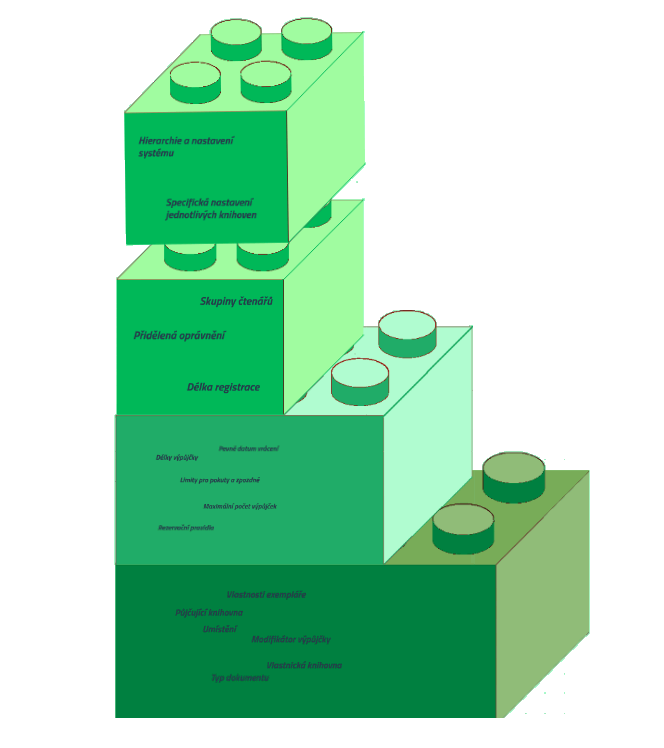 Hierarchie a nastavení
systému
Specifická nastavení
jednotlivých knihoven
Skupiny čtenářů
Přidělená oprávnění
Délka registrace
Pevné datum vrácení
Délky výpůjčky
Limity pro pokuty a zpozdné
Maximální počet výpůjček
Rezervační pravidla
Vlastnosti exempláře
Půjčující knihovna
Umístění
Modifikátor výpůjčky
Vlastnická knihovna
Typ dokumentu